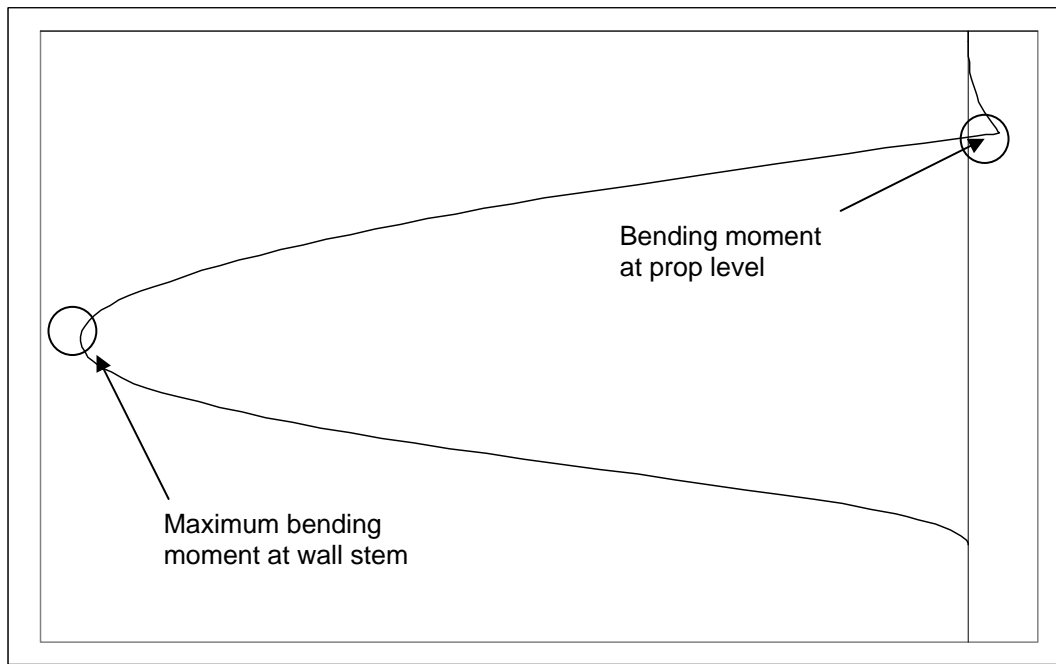 Bending moment
at prop level
Maximum bending
moment at wall stem